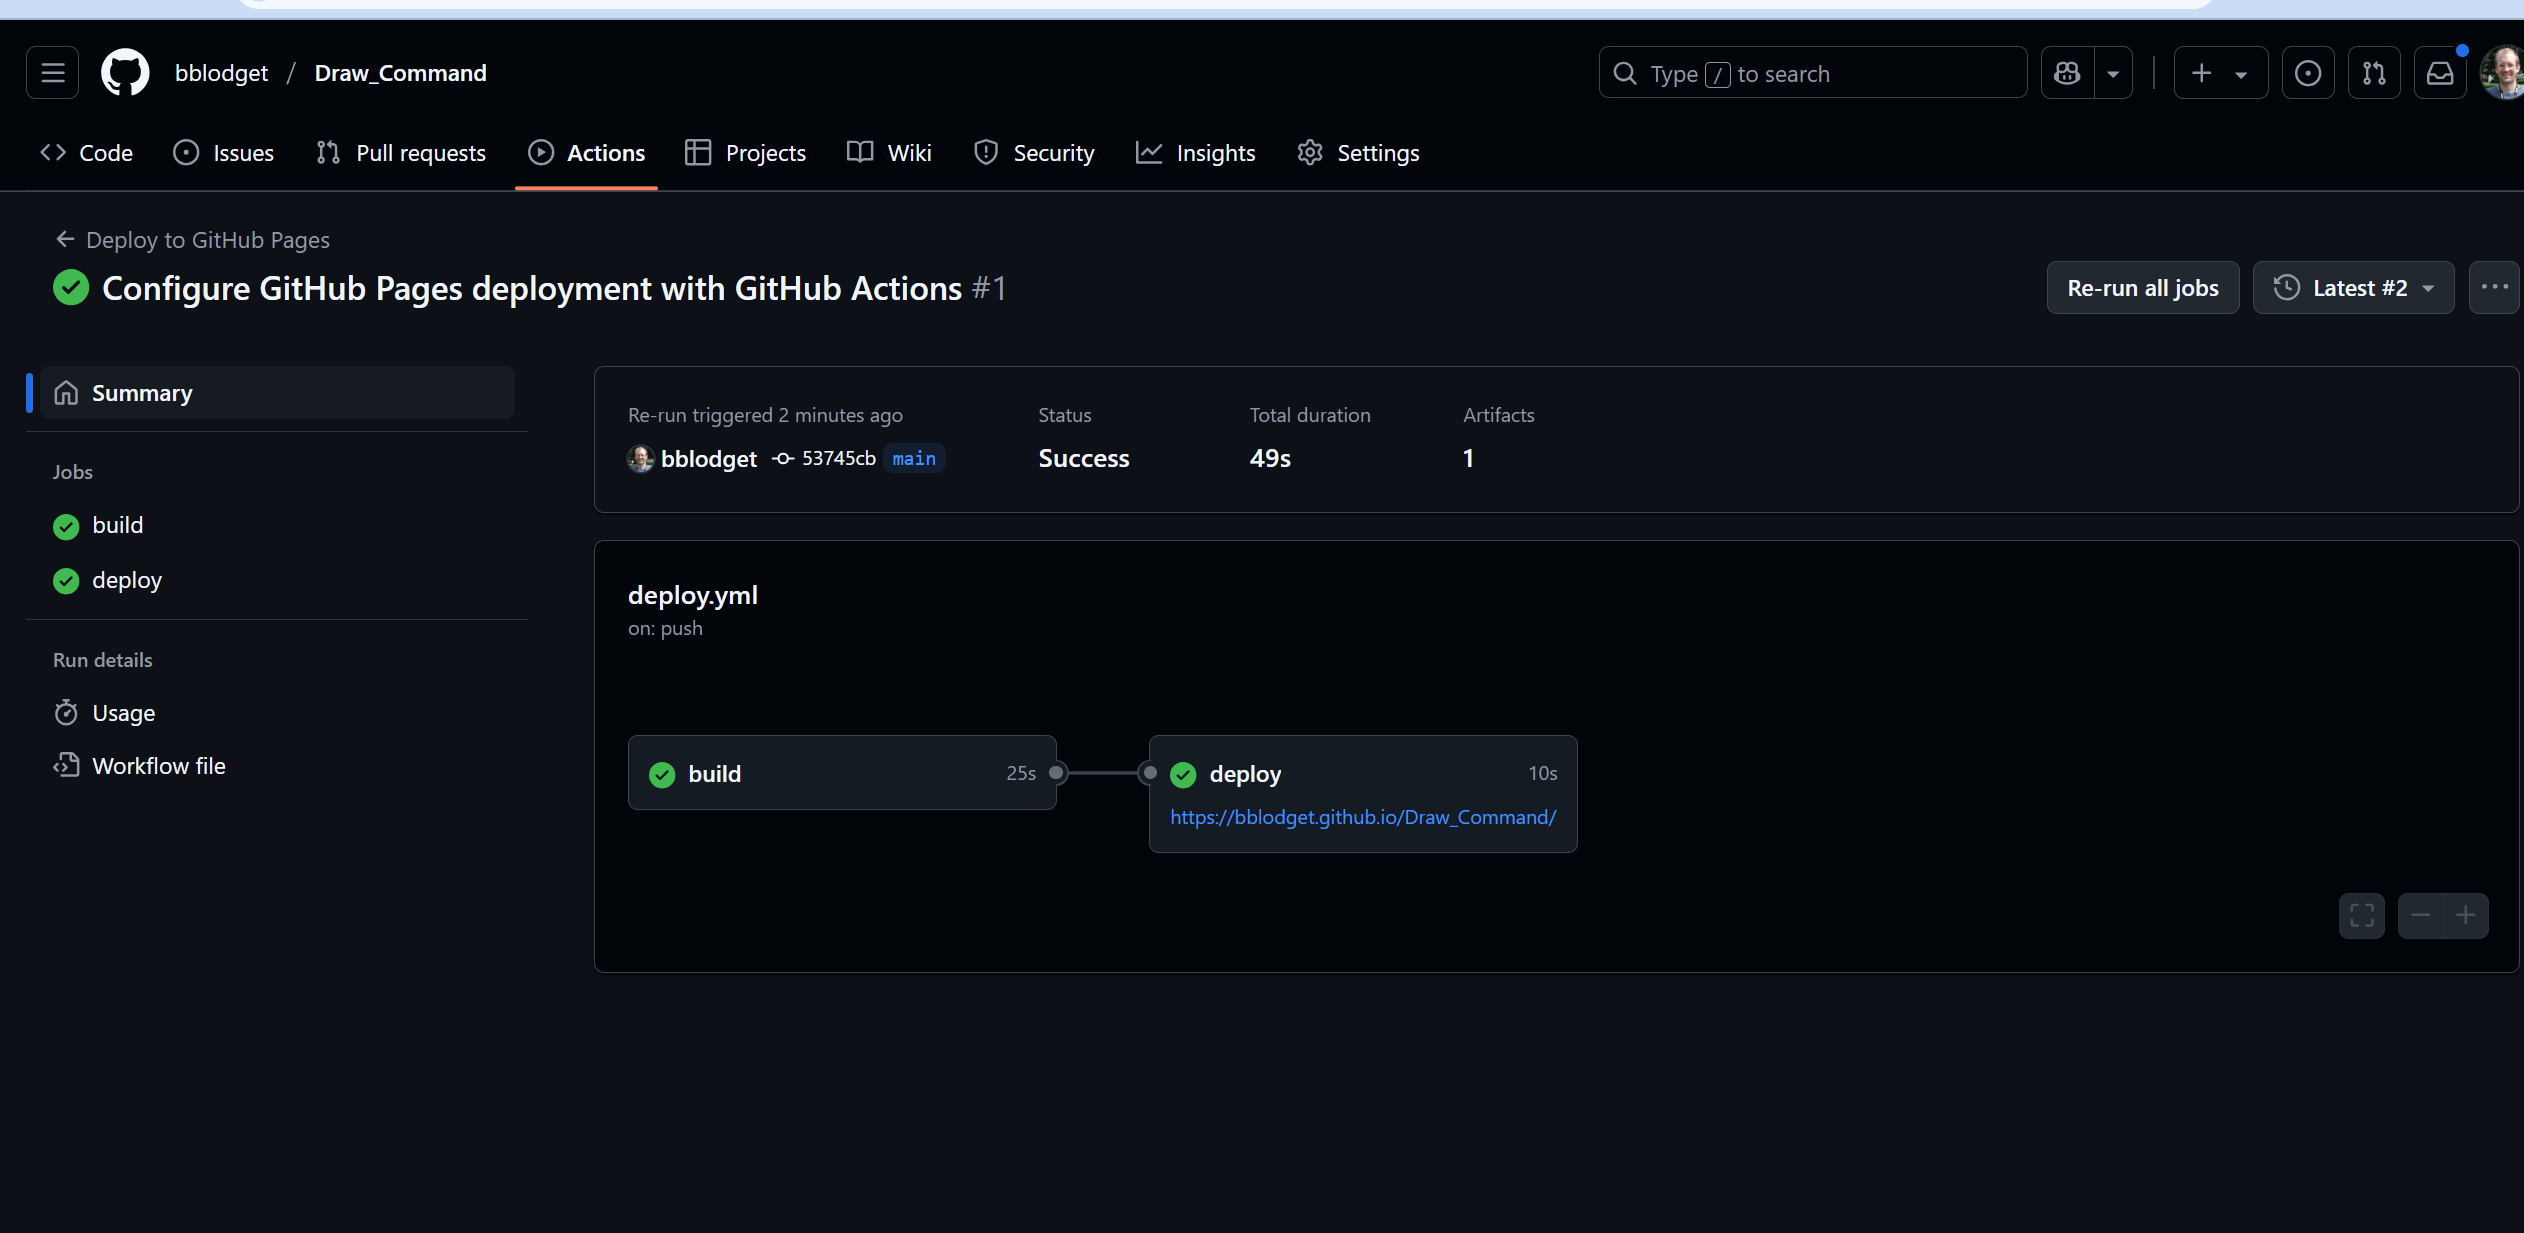 bblodget / Draw_Command
Type / to search
Code Issues Pull requests Actions Projects Wiki Security Insights Settings
Deploy to GitHub Pages
Configure GitHub Pages deployment with GitHub Actions #1
Re-run all jobs Latest #2
Summary
Jobs
build
deploy
Run details
Usage
Workflow file
Re-run triggered 2 minutes ago Status Total duration Artifacts
bblodget 53745cb main Success 49s 1
deploy.yml
on: push
build 25s deploy 10s
https://bblodget.github.io/Draw_Command/